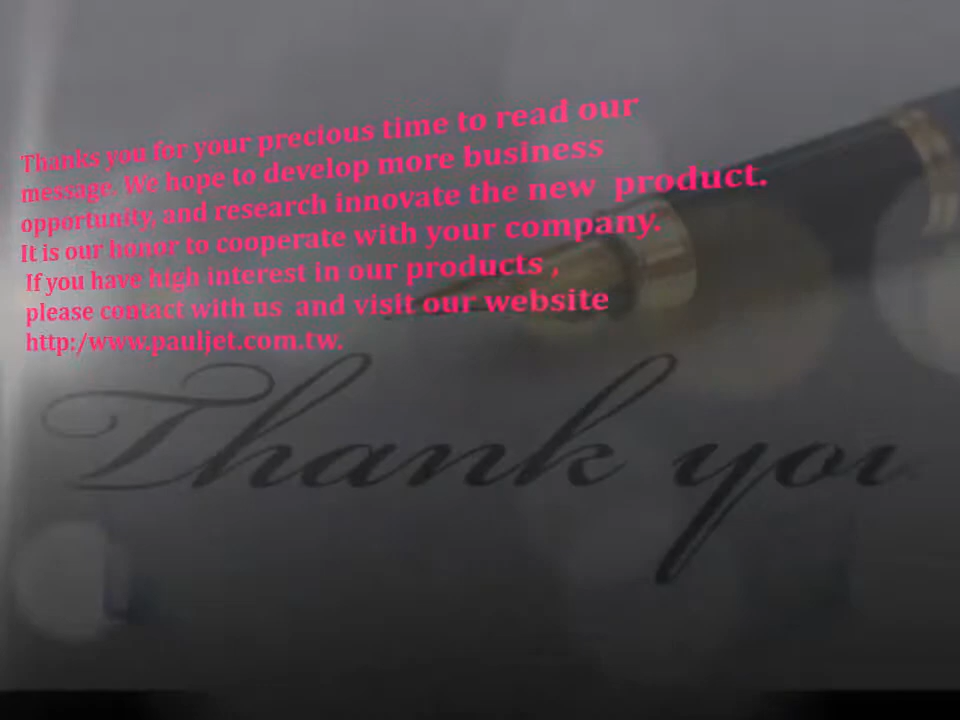 Thanks you for your precious time to read our
message. We hope to develop more business
opportunity, and research innovate the new product.
It is our honor to cooperate with your company.
If you have high interest in our products ,
please contact with us and visit our website
http:/www.pauljet.com.tw.
Thank you